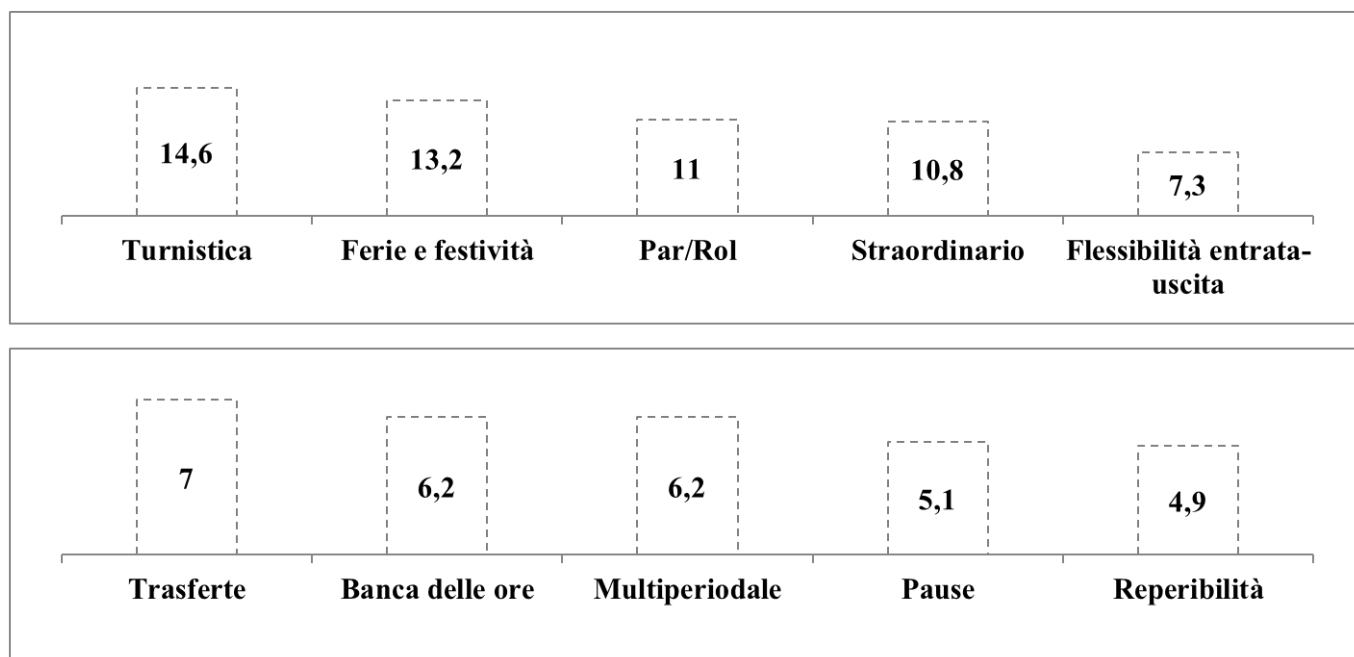 14,6
13,2
11
10,8
7,3
Turnistica
Ferie e festività
Par/Rol
Straordinario
Flessibilità entrata-
uscita
7
6,2
6,2
5,1
4,9
Trasferte
Banca delle ore
Multiperiodale
Pause
Reperibilità